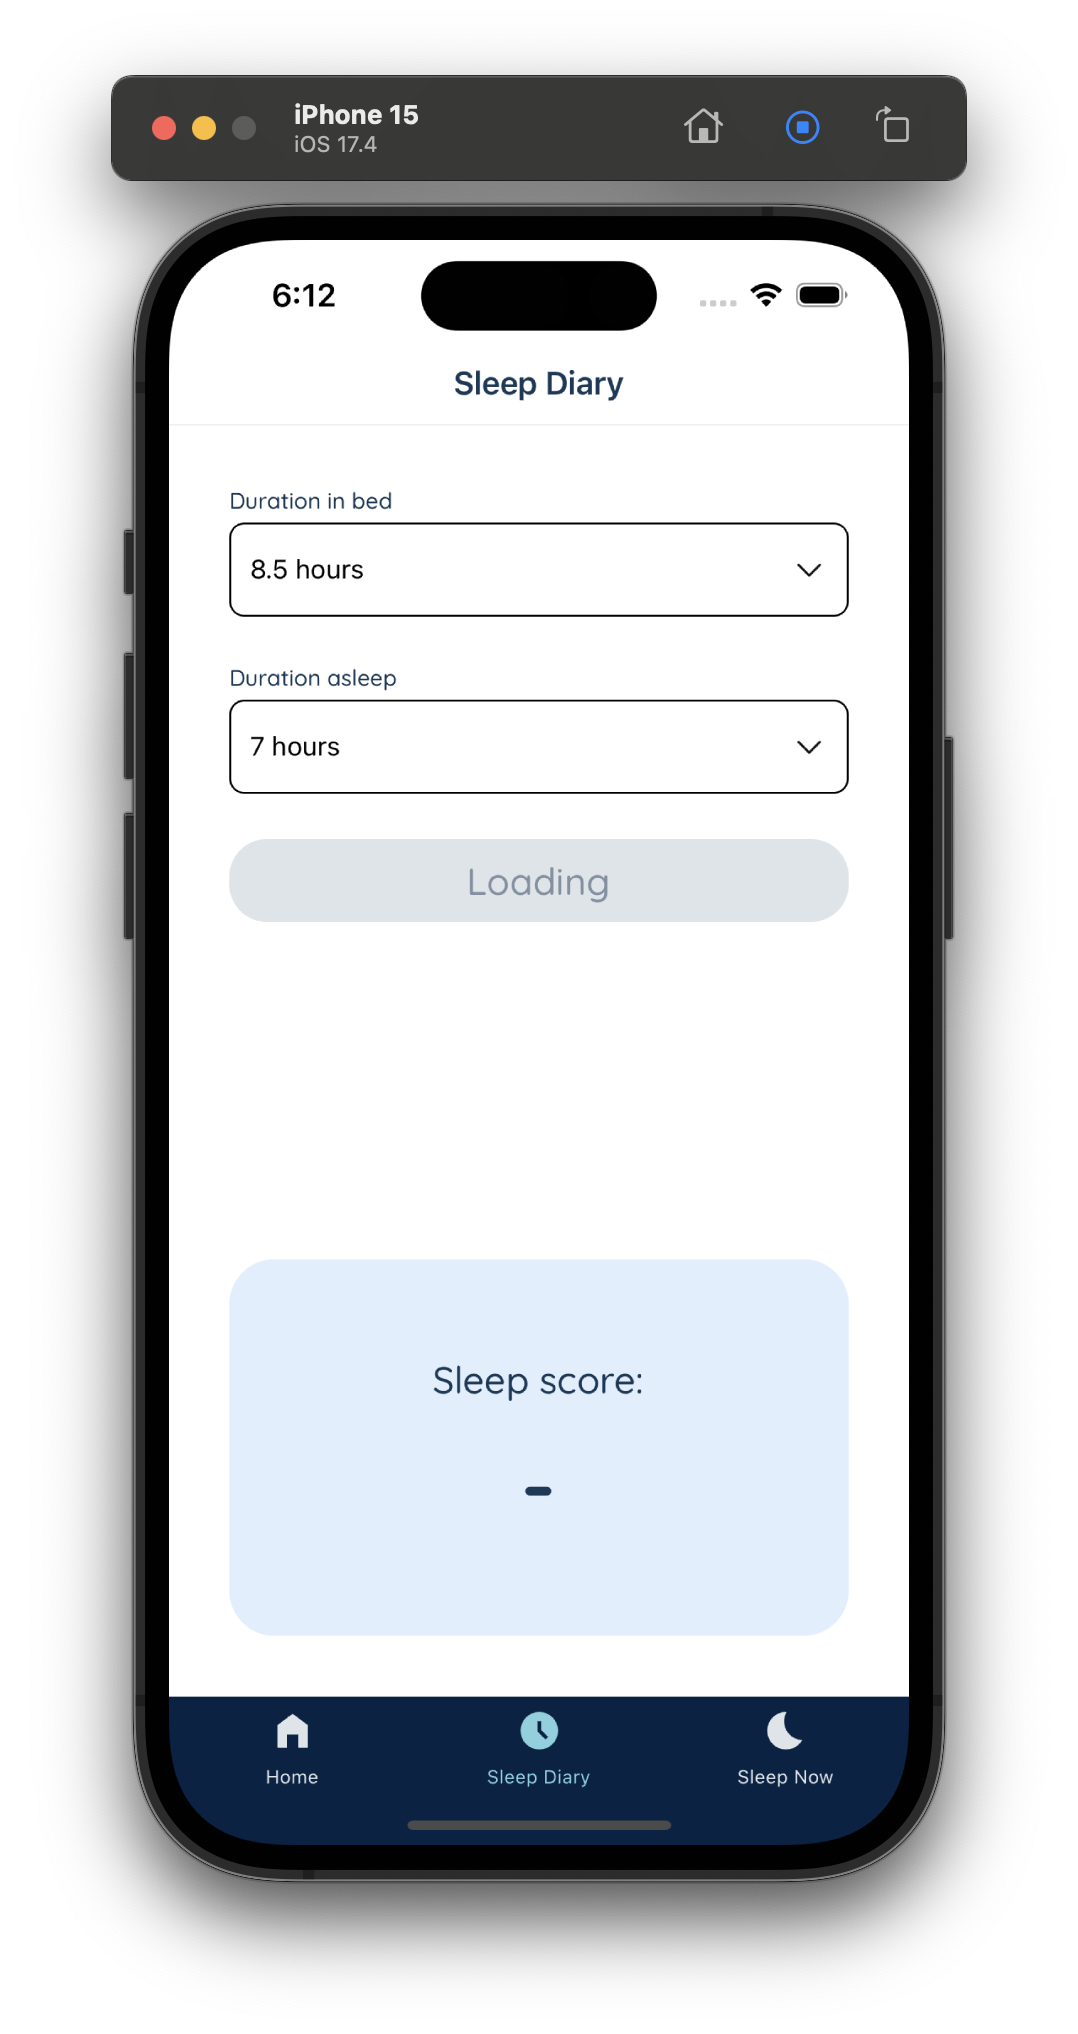 iPhone 15
iOS 17.4
6:12
Sleep Diary
Duration in bed
8.5 hours
Duration asleep
7 hours
Loading
Sleep score:
-
Home
Sleep Diary
Sleep Now